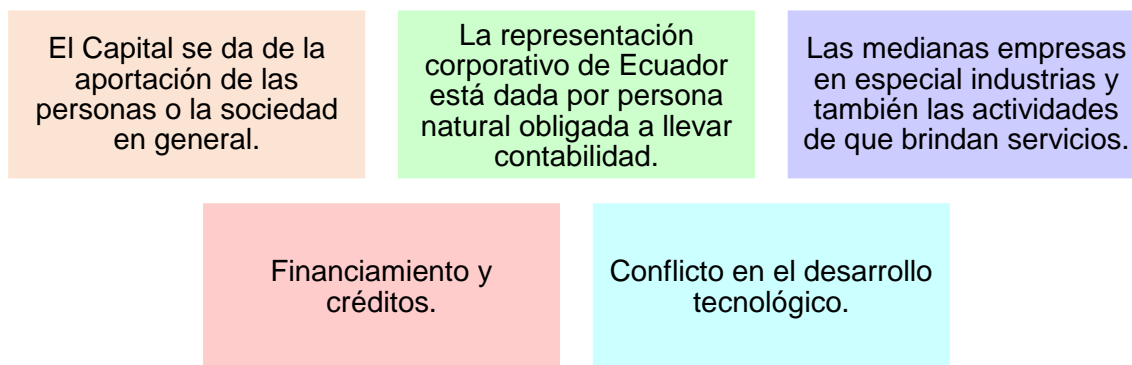 El Capital se da de la
aportación de las
personas o la sociedad
en general.
La representación
corporativo de Ecuador
está dada por persona
natural obligada a llevar
contabilidad.
Las medianas empresas
en especial industrias y
también las actividades
de que brindan servicios.
Financiamiento y
créditos.
Conflicto en el desarrollo
tecnológico.